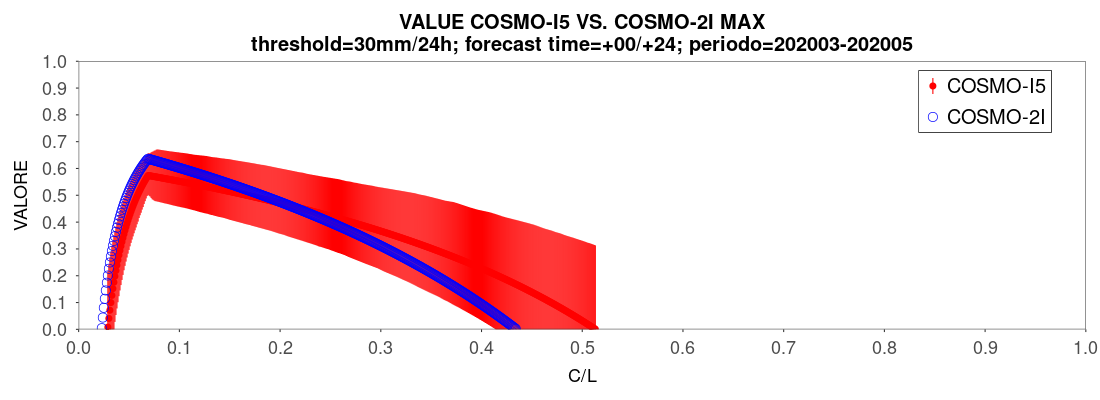 VALUE COSMO-I5 VS. COSMO-2I MAX
threshold=30mm/24h; forecast time=+00/+24; periodo=202003-202005
1.0
0.9
0.8
0.7
0.6
0.5
0.4
0.3
0.2
0.1
0.0
VALORE
COSMO-I5
COSMO-2I
0.0 0.1 0.2 0.3 0.4 0.5 0.6 0.7 0.8 0.9 1.0
C/L